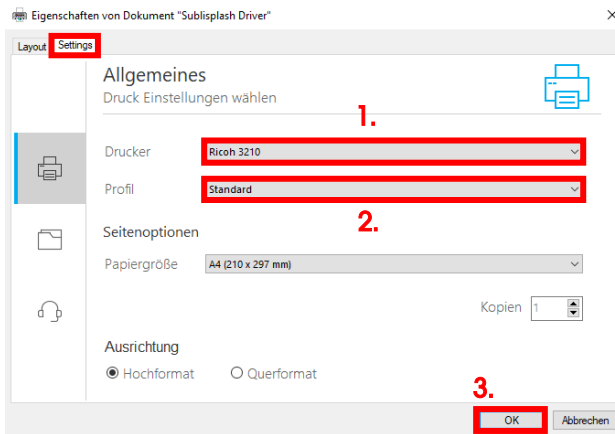 Eigenschaften von Dokument "Sublisplash Driver"
Layout Settings
Allgemeines
Druck Einstellungen wählen
1.
Drucker Ricoh 3210
Profil Standard
2.
Seitenoptionen
Papiergröße A4 (210 x 297 mm)
Kopien 1
Ausrichtung
Hochformat Querformat
3.
OK Abbrechen